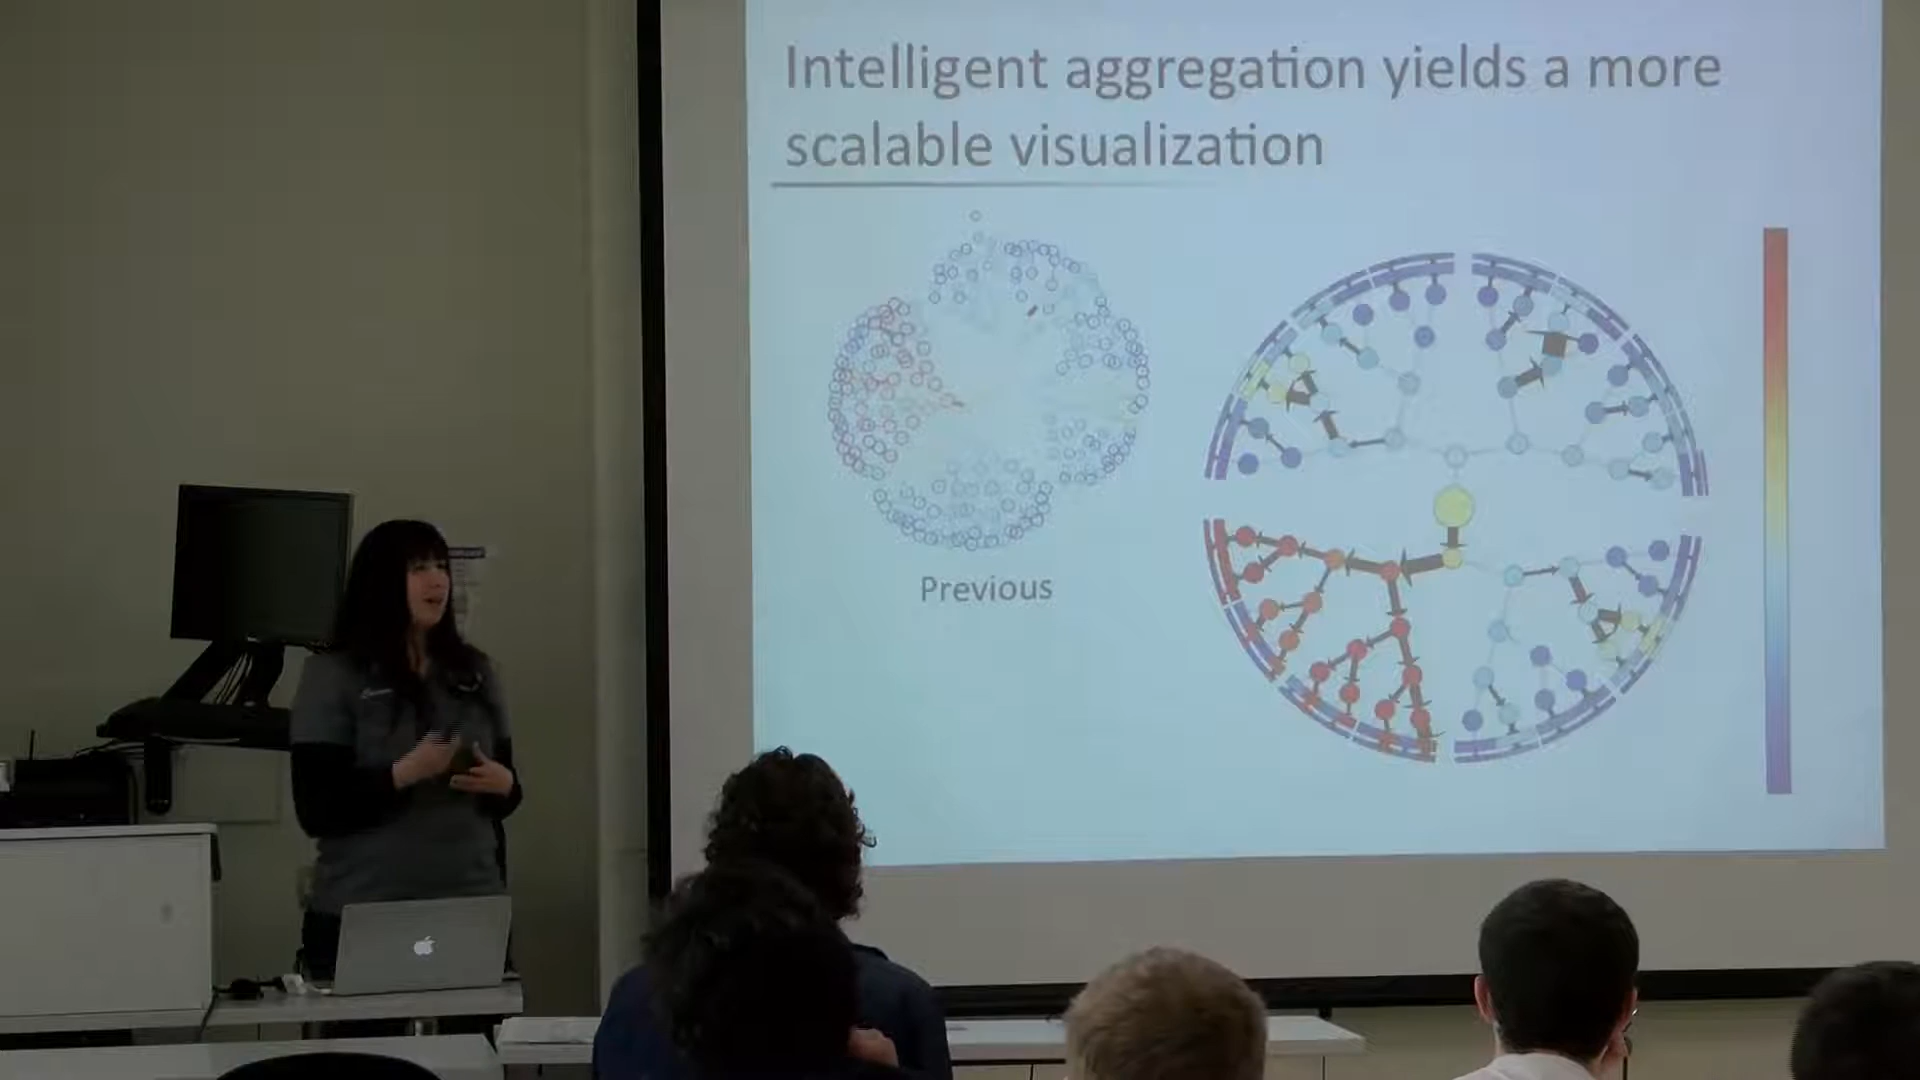 Intelligent aggregation yields a more
scalable visualization
Previous